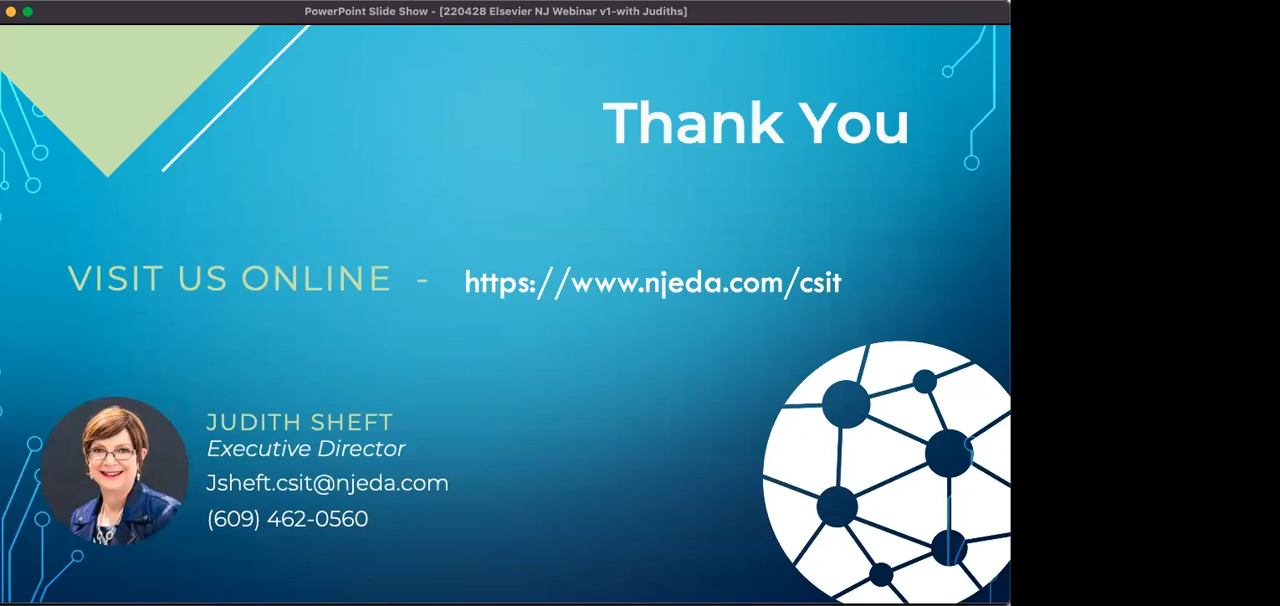 PowerPoint Slide Show - [220428 Elsevier NJ Webinar v1-with Judiths]
Thank You
VISIT US ONLINE - https://www.njeda.com/csit
JUDITH SHEFT
Executive Director
Jsheft.csit@njeda.com
(609) 462-0560